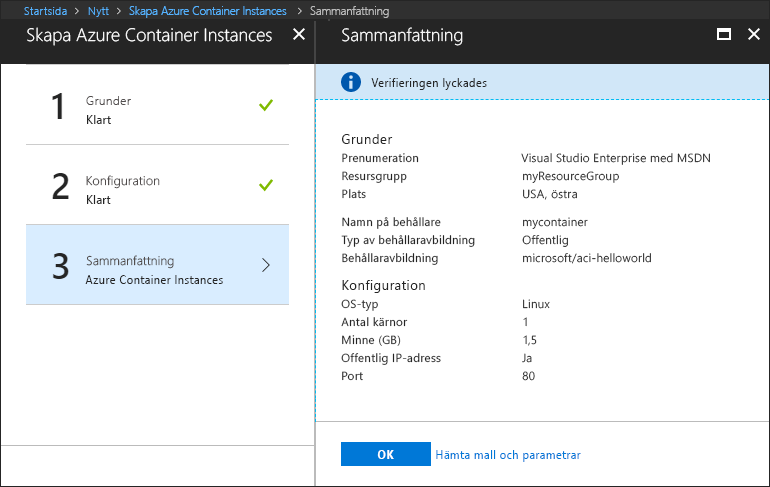 Startsida > Nytt > Skapa Azure Container Instances > Sammanfattning
Skapa Azure Container Instances
1
Grunder
Klart
2
Konfiguration
Klart
3
Sammanfattning
Azure Container Instances
Sammanfattning
Verifieringen lyckades
Grunder
Prenumeration Visual Studio Enterprise med MSDN
Resursgrupp myResourceGroup
Plats USA, östra
Namn på behållare mycontainer
Typ av behållaravbildning Offentlig
Behållaravbildning microsoft/aci-helloworld
Konfiguration
OS-typ Linux
Antal kärnor 1
Minne (GB) 1,5
Offentlig IP-adress Ja
Port 80
OK Hämta mall och parametrar